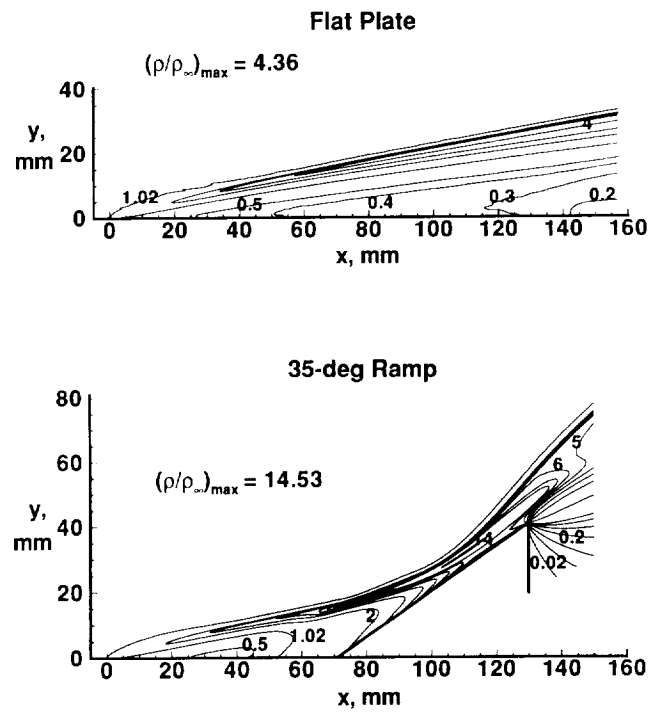 Flat Plate
(ρ/ρ∞)max = 4.36
40
y,
mm
20
0
1.02
0.5
0.4
0.3
0.2
4
0 20 40 60 80 100 120 140 160
x, mm
35-deg Ramp
80
60
(ρ/ρ∞)max = 14.53
y,
mm
40
20
0
5
6
14
0.2
0.02
2
1.02
0.5
0 20 40 60 80 100 120 140 160
x, mm